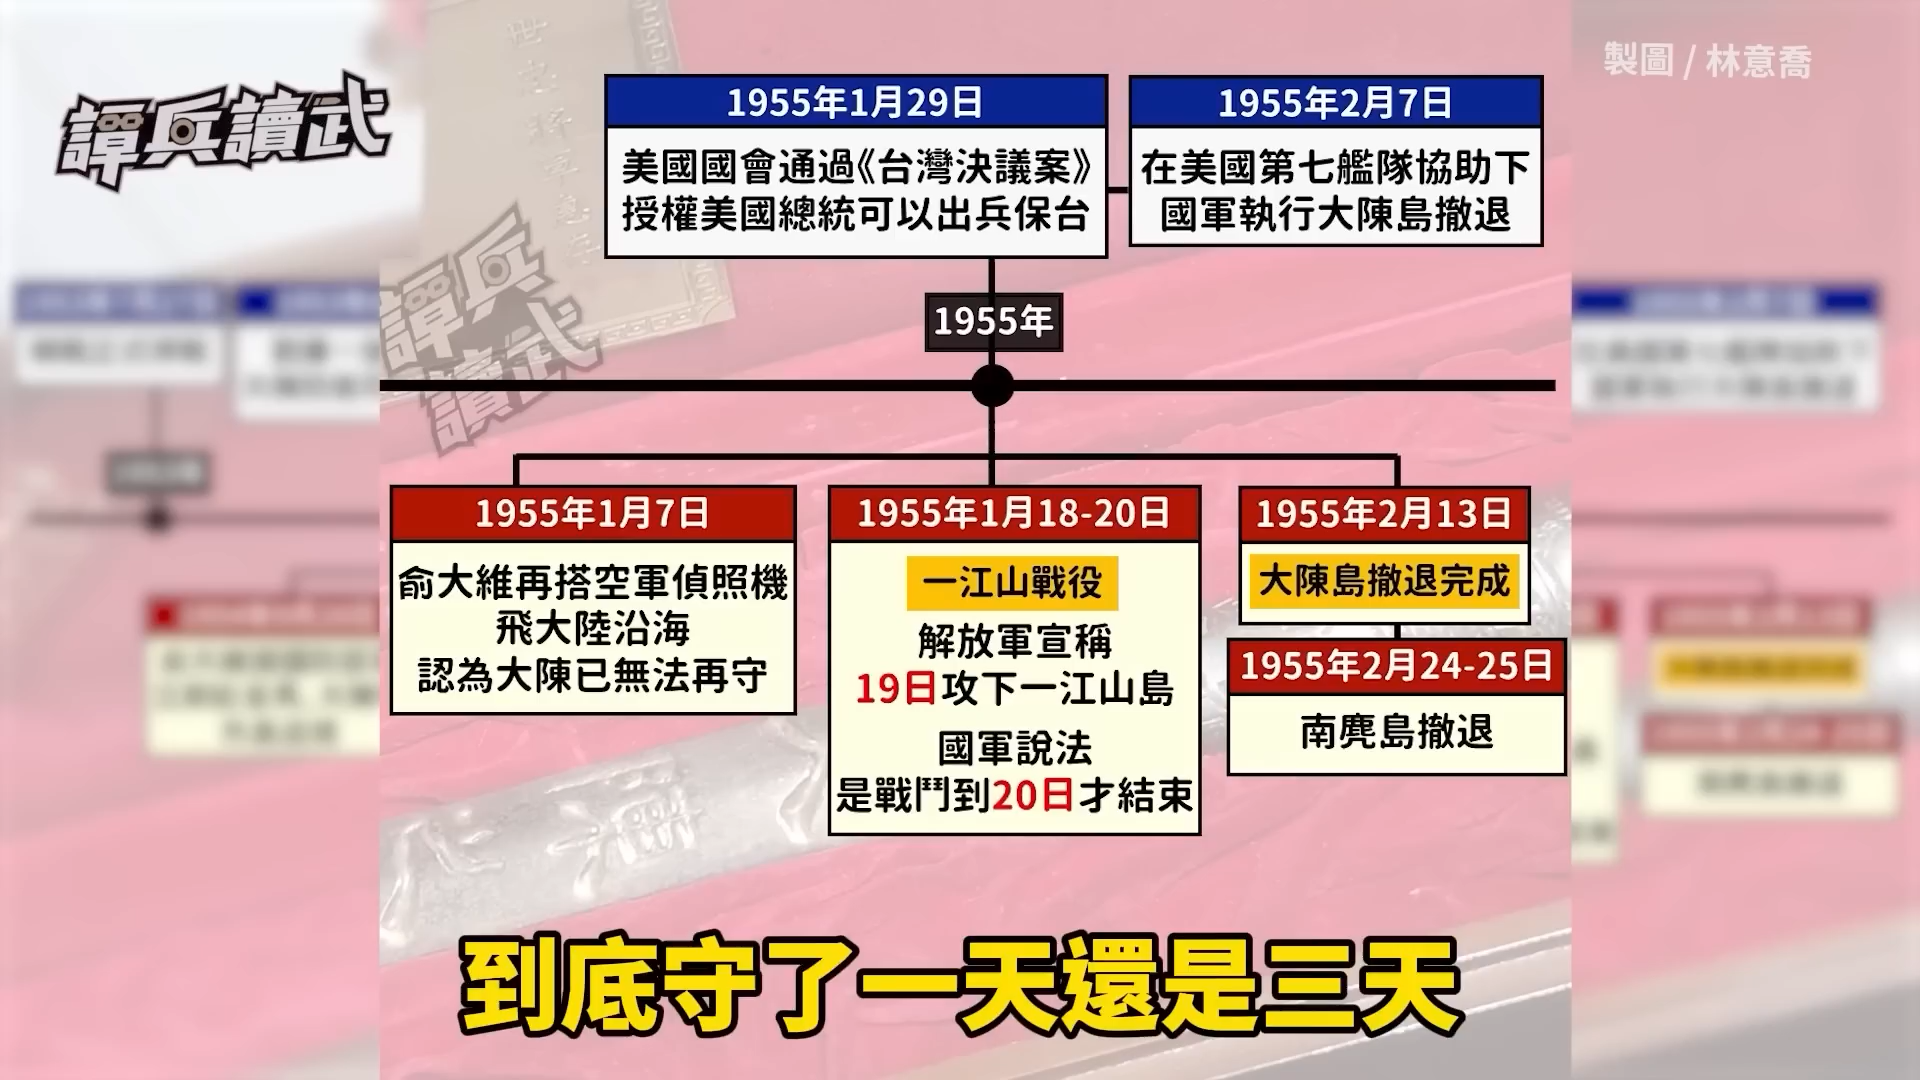 譚兵讀武
製圖 / 林意喬
1955年1月29日
美國國會通過《台灣決議案》
授權美國總統可以出兵保台
1955年2月7日
在美國第七艦隊協助下
國軍執行大陳島撤退
譚兵
讀武
1955年
1955年1月7日
俞大維再搭空軍偵照機
飛大陸沿海
認為大陳已無法再守
1955年1月18-20日
一江山戰役
解放軍宣稱
19日攻下一江山島
國軍說法
是戰鬥到20日才結束
1955年2月13日
大陳島撤退完成
1955年2月24-25日
南麂島撤退
到底守了一天還是三天